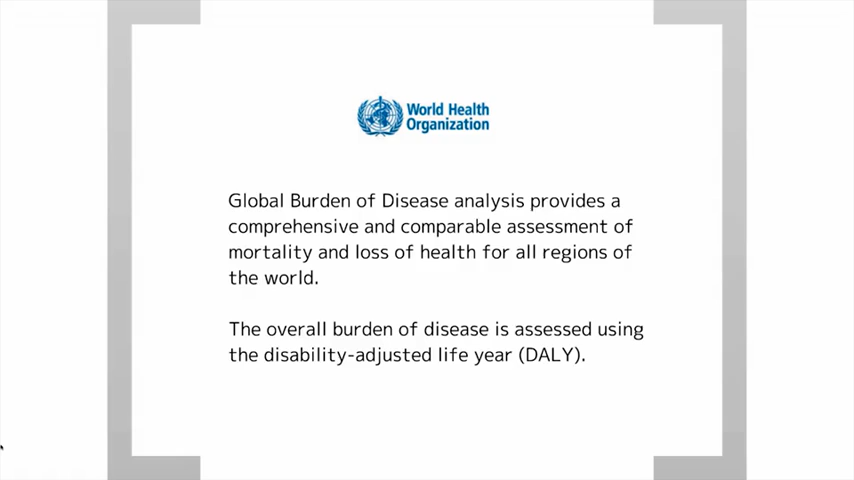 World Health
Organization
Global Burden of Disease analysis provides a
comprehensive and comparable assessment of
mortality and loss of health for all regions of
the world.
The overall burden of disease is assessed using
the disability-adjusted life year (DALY).